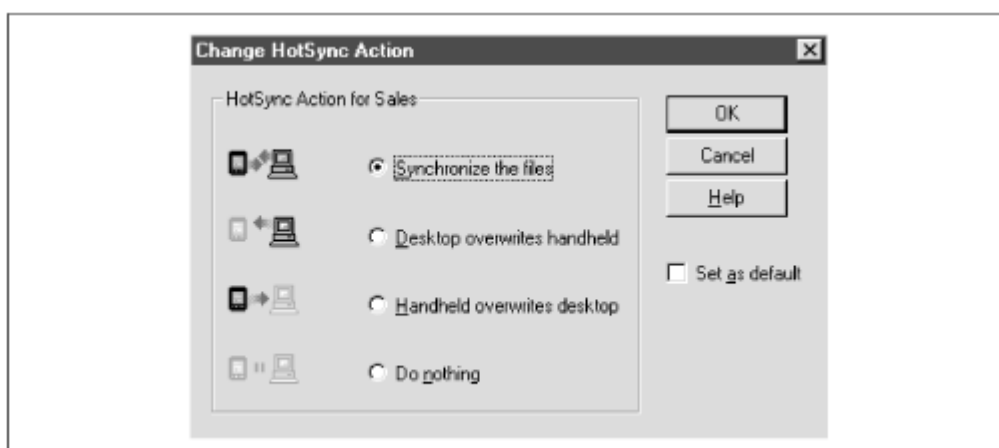 Change HotSync Action
HotSync Action for Sales
Synchronize the files
Desktop overwrites handheld
Handheld overwrites desktop
Do nothing
OK
Cancel
Help
Set as default